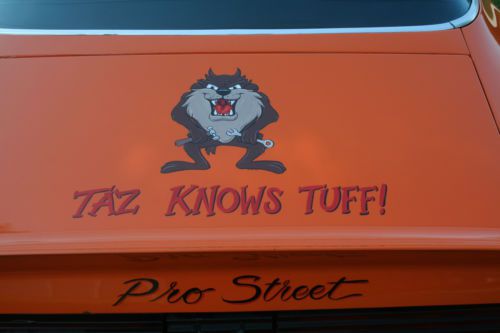 TAZ KNOWS TUFF!
Pro Street